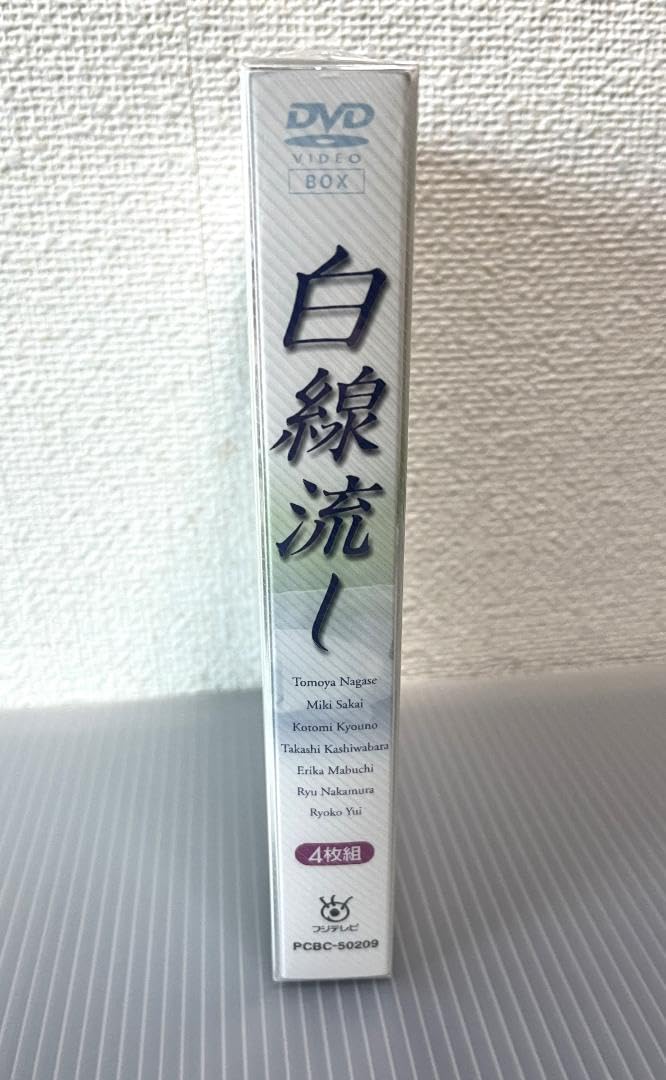 DVD
VIDEO
BOX
白線流し
Tomoya Nagase
Miki Sakai
Kotomi Kyouno
Takashi Kashiwabara
Erika Mabuchi
Ryu Nakamura
Ryoko Yui
4枚組
フジテレビ
PCBC-50209